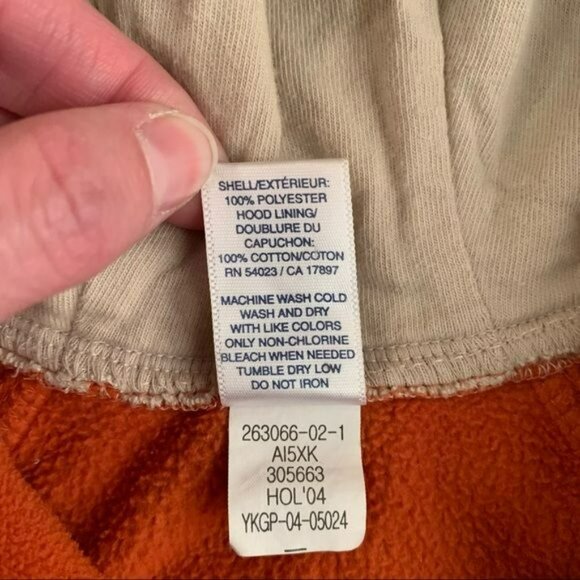 SHELL/EXTÉRIEUR:
100% POLYESTER
HOOD LINING/
DOUBLURE DU
CAPUCHON:
100% COTTON/COTON
RN 54023 / CA 17897
MACHINE WASH COLD
WASH AND DRY
WITH LIKE COLORS
ONLY NON-CHLORINE
BLEACH WHEN NEEDED
TUMBLE DRY LOW
DO NOT IRON
263066-02-1
AI5XK
305663
HOL'04
YKGP-04-05024